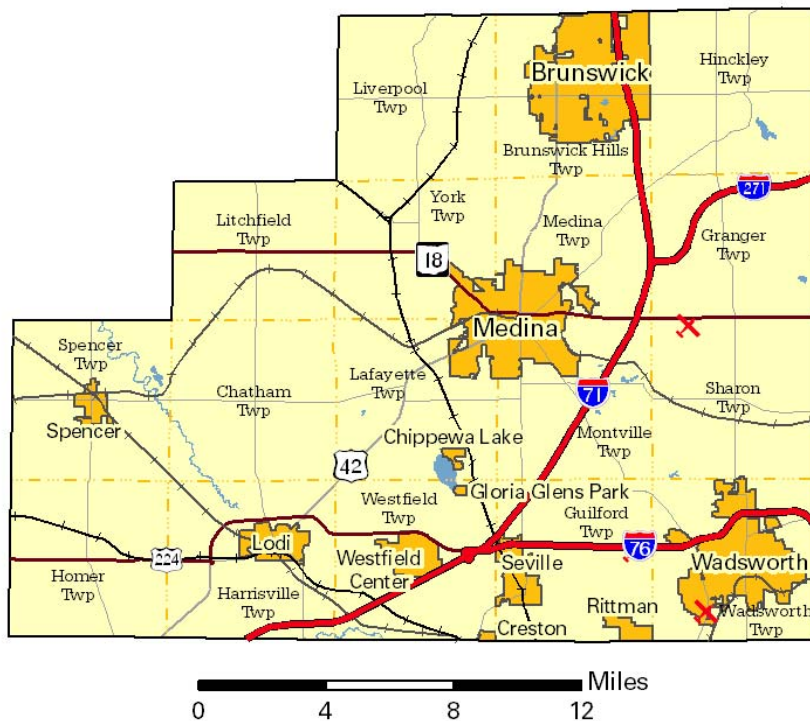 Hinckley
Twp
Brunswick
Liverpool
Twp
Brunswick Hills
Twp
271
York
Twp
Medina
Twp
Litchfield
Twp
Granger
Twp
18
Medina
Spencer
Twp
Lafayette
Twp
Chatham
Twp
71
Sharon
Twp
Spencer
Chippewa Lake
Montville
Twp
42
Gloria Glens Park
Westfield
Twp
Guilford
Twp
Lodi
76
224
Westfield
Center
Seville
Wadsworth
Homer
Twp
Harrisville
Twp
Rittman
Wadsworth
Twp
Creston
Miles
0 4 8 12